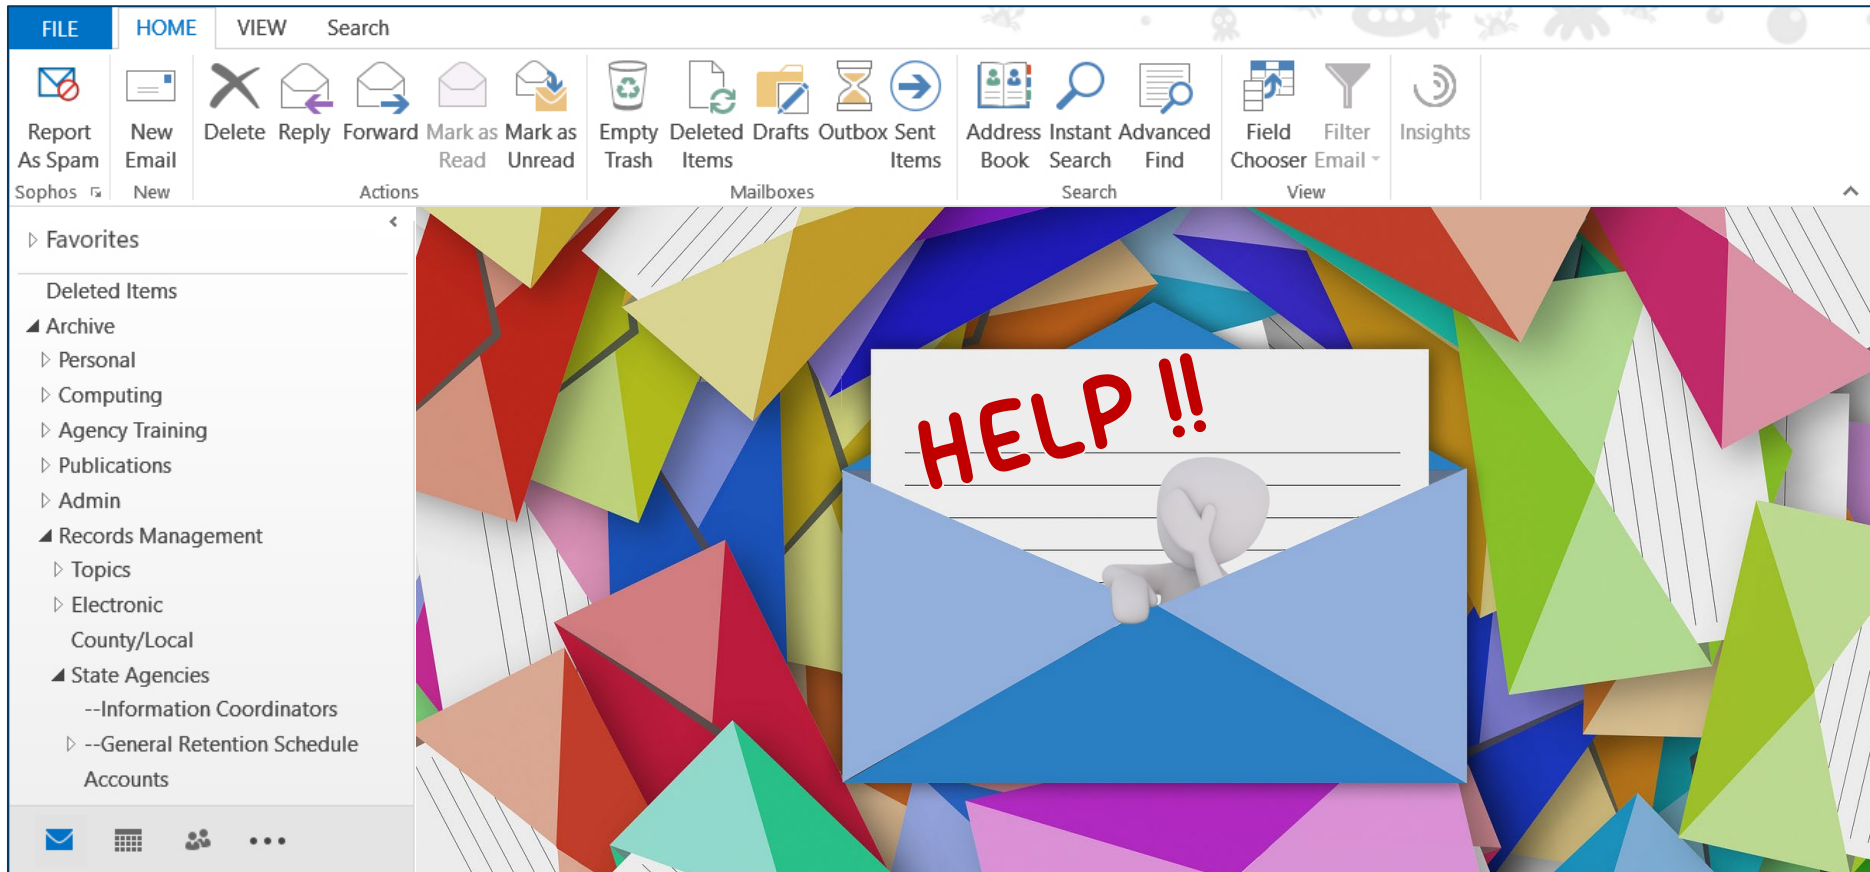 FILE HOME VIEW Search
Report As Spam
New Email
Delete
Reply
Forward
Mark as Read
Mark as Unread
Empty Trash
Deleted Items
Drafts
Outbox
Sent Items
Address Book
Instant Search
Advanced Find
Field Chooser
Filter Email
Insights
Sophos New Actions Mailboxes Search View
Favorites
Deleted Items
Archive
Personal
Computing
Agency Training
Publications
Admin
Records Management
Topics
Electronic
County/Local
State Agencies
--Information Coordinators
--General Retention Schedule
Accounts
HELP!!